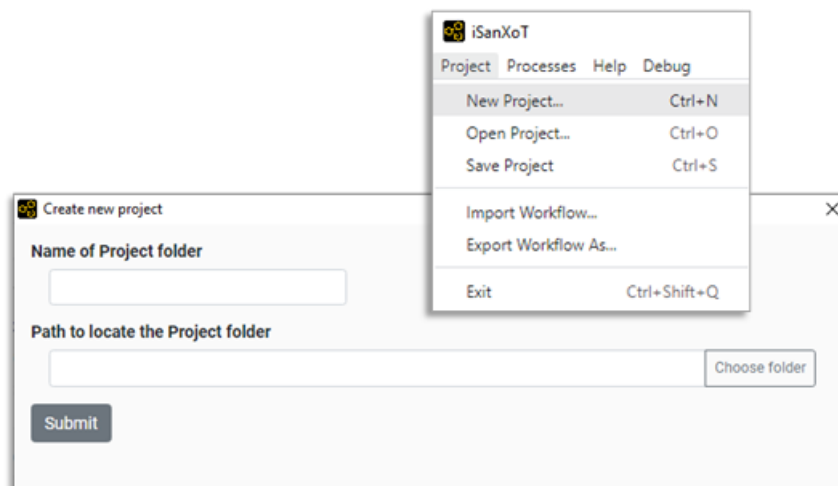 iSanXoT
Project Processes Help Debug
New Project... Ctrl+N
Open Project... Ctrl+O
Save Project Ctrl+S
Import Workflow...
Export Workflow As...
Exit Ctrl+Shift+Q
Create new project
Name of Project folder
Path to locate the Project folder
Choose folder
Submit